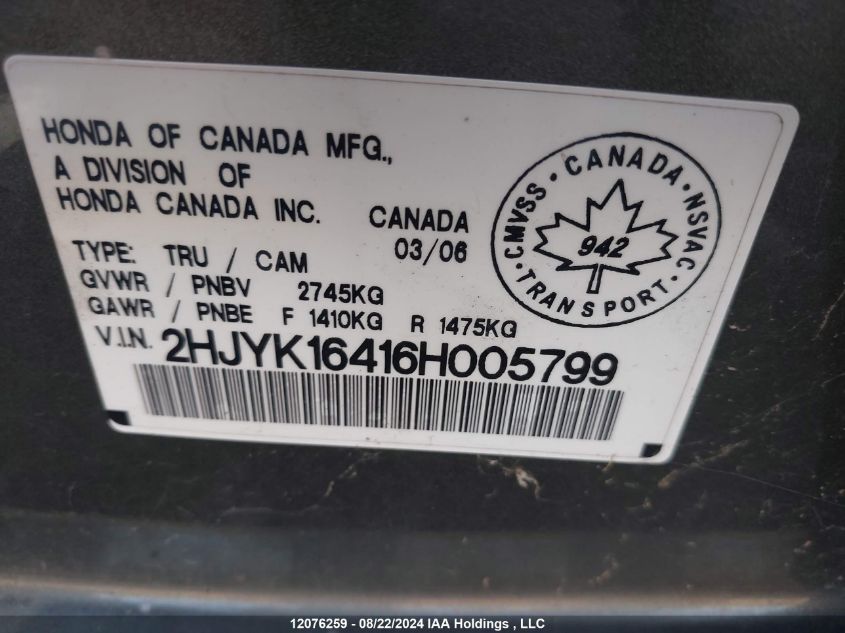 HONDA OF CANADA MFG.,
A DIVISION OF
HONDA CANADA INC.
CANADA
03/06
TYPE: TRU / CAM
GVWR / PNBV 2745KG
GAWR / PNBE F 1410KG R 1475KG
V.I.N. 2HJYK16416H005799
CMVSS · CANADA · NSVAC · TRANSPORT ·
942
12076259 - 08/22/2024 IAA Holdings , LLC